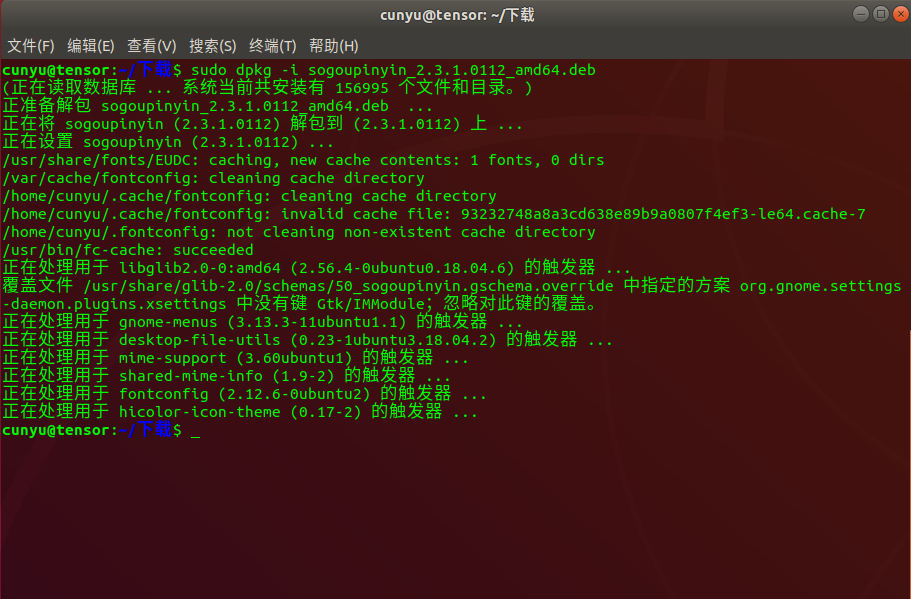 cunyu@tensor: ~/下载
文件(F) 编辑(E) 查看(V) 搜索(S) 终端(T) 帮助(H)
cunyu@tensor:~/下载$ sudo dpkg -i sogoupinyin_2.3.1.0112_amd64.deb
(正在读取数据库 ... 系统当前共安装有 156995 个文件和目录。)
正准备解包 sogoupinyin_2.3.1.0112_amd64.deb  ...
正在将 sogoupinyin (2.3.1.0112) 解包到 (2.3.1.0112) 上 ...
正在设置 sogoupinyin (2.3.1.0112) ...
/usr/share/fonts/EUDC: caching, new cache contents: 1 fonts, 0 dirs
/var/cache/fontconfig: cleaning cache directory
/home/cunyu/.cache/fontconfig: cleaning cache directory
/home/cunyu/.cache/fontconfig: invalid cache file: 93232748a8a3cd638e89b9a0807f4ef3-le64.cache-7
/home/cunyu/.fontconfig: not cleaning non-existent cache directory
/usr/bin/fc-cache: succeeded
正在处理用于 libglib2.0-0:amd64 (2.56.4-0ubuntu0.18.04.6) 的触发器 ...
覆盖文件 /usr/share/glib-2.0/schemas/50_sogoupinyin.gschema.override 中指定的方案 org.gnome.settings
-daemon.plugins.xsettings 中没有键 Gtk/IMModule；忽略对此键的覆盖。
正在处理用于 gnome-menus (3.13.3-11ubuntu1.1) 的触发器 ...
正在处理用于 desktop-file-utils (0.23-1ubuntu3.18.04.2) 的触发器 ...
正在处理用于 mime-support (3.60ubuntu1) 的触发器 ...
正在处理用于 shared-mime-info (1.9-2) 的触发器 ...
正在处理用于 fontconfig (2.12.6-0ubuntu2) 的触发器 ...
正在处理用于 hicolor-icon-theme (0.17-2) 的触发器 ...
cunyu@tensor:~/下载$ _